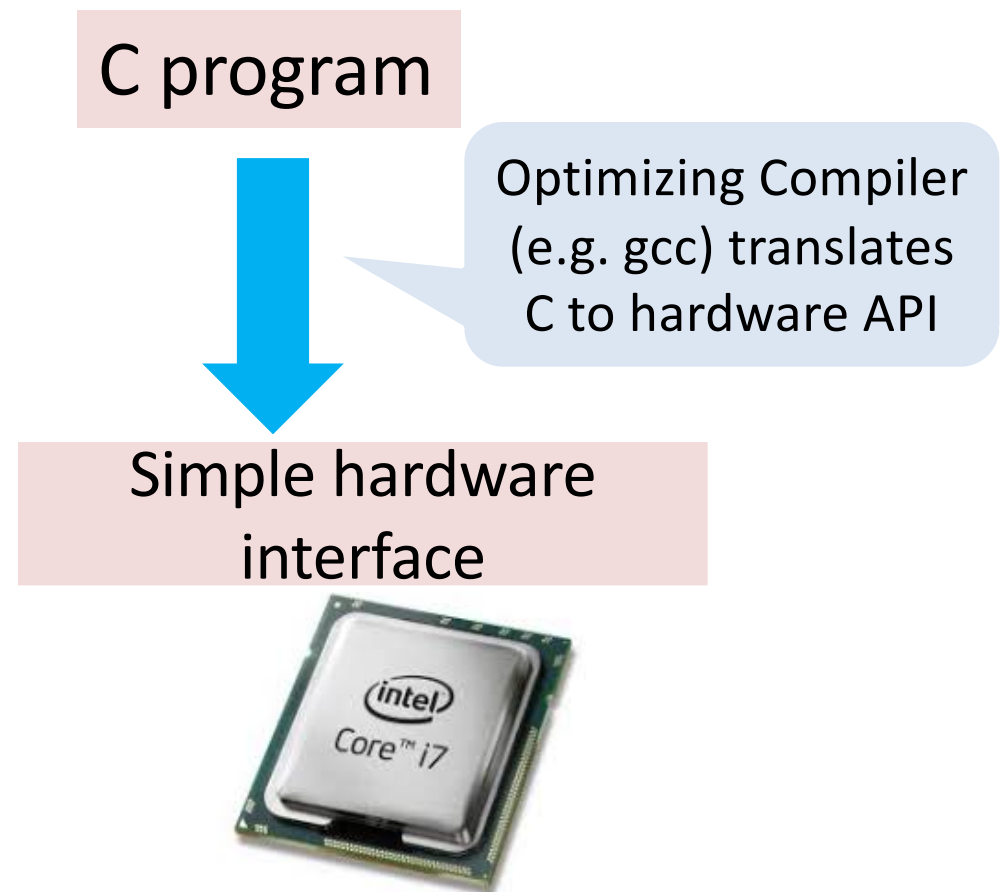 C program
Optimizing Compiler
(e.g. gcc) translates
C to hardware API
Simple hardware
interface
intel
Core™ i7